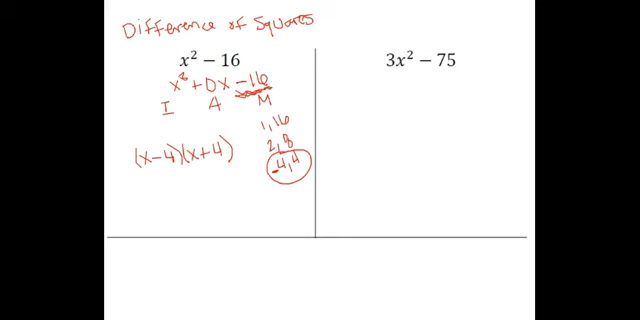 Difference of Squares
x² − 16
x² + 0x − 16
I A M
1, 16
2, 8
-4, 4
(x − 4)(x + 4)
3x² − 75